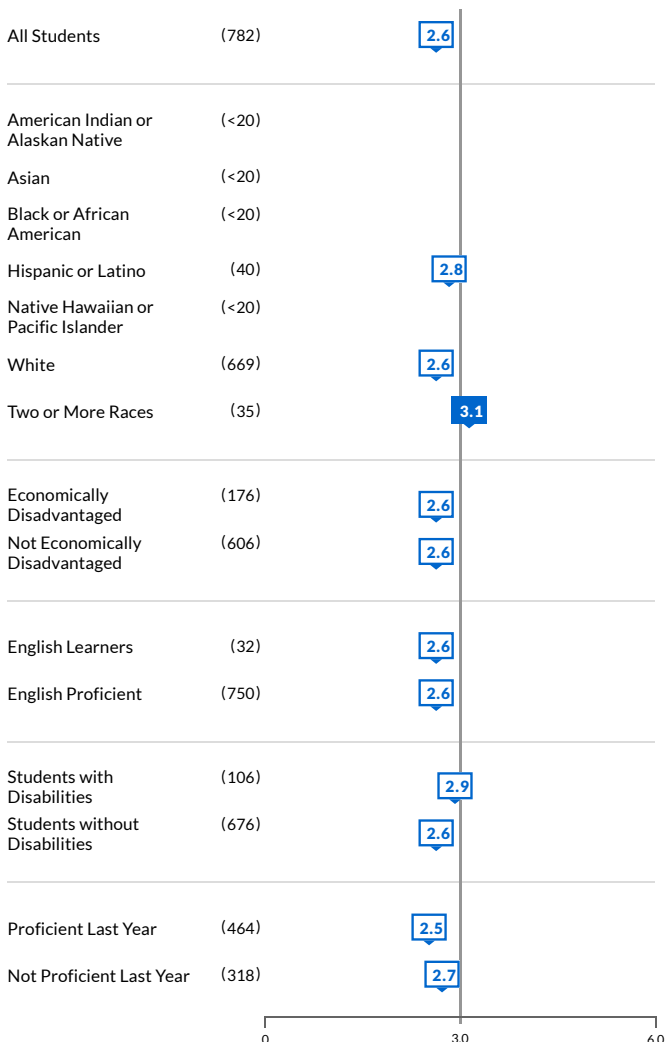 All Students (782) 2.6
American Indian or (<20)
Alaskan Native
Asian (<20)
Black or African (<20)
American
Hispanic or Latino (40) 2.8
Native Hawaiian or (<20)
Pacific Islander
White (669) 2.6
Two or More Races (35) 3.1
Economically (176) 2.6
Disadvantaged
Not Economically (606) 2.6
Disadvantaged
English Learners (32) 2.6
English Proficient (750) 2.6
Students with (106) 2.9
Disabilities
Students without (676) 2.6
Disabilities
Proficient Last Year (464) 2.5
Not Proficient Last Year (318) 2.7
0 3.0 6.0